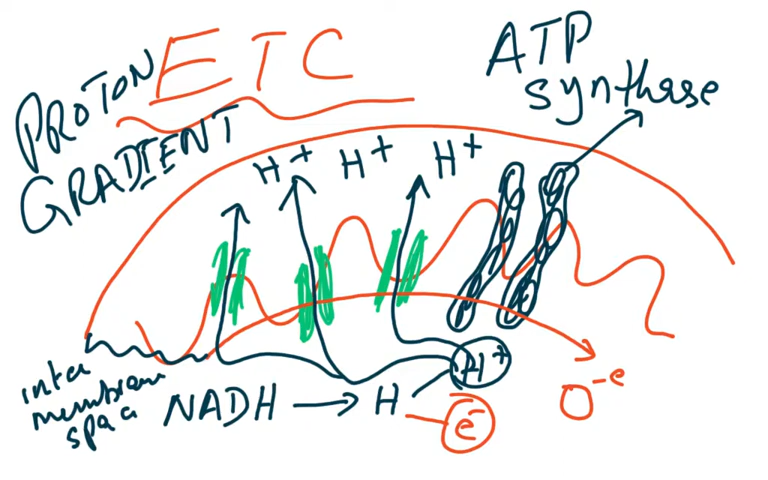 ETC
PROTON
GRADIENT
ATP
synthase
H+ H+ H+
inter
membrane
space
NADH → H
H+
e-
O-e